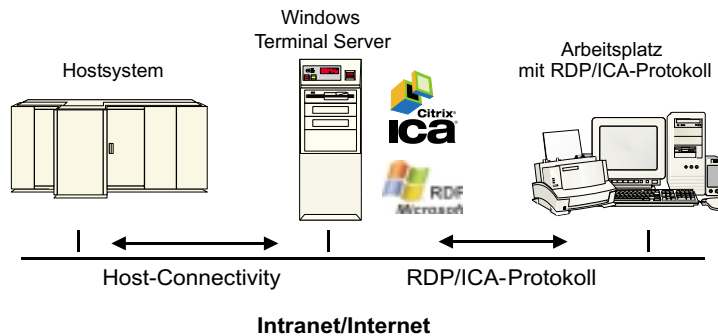 Windows
Terminal Server
Hostsystem
Arbeitsplatz
mit RDP/ICA-Protokoll
Citrix
ica
RDP
Microsoft
Host-Connectivity
RDP/ICA-Protokoll
Intranet/Internet